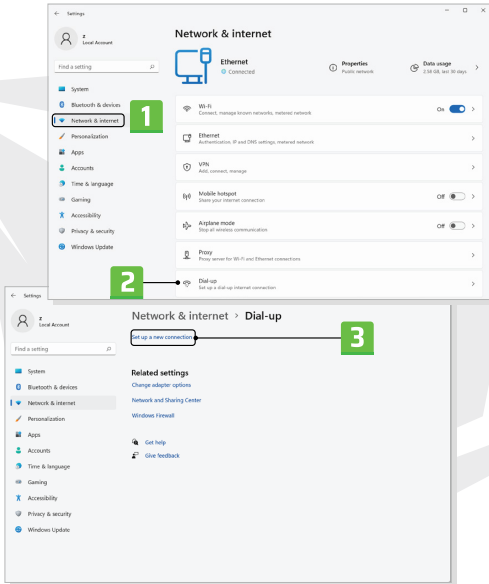 Settings
z
Local Account
Find a setting
System
Bluetooth & devices
Network & internet
Personalization
Apps
Accounts
Time & language
Gaming
Accessibility
Privacy & security
Windows Update
1
Network & internet
Ethernet
Connected
Properties
Public network
Data usage
2.58 GB, last 30 days
Wi-Fi
Connect, manage known networks, metered network
On
Ethernet
Authentication, IP and DNS settings, metered network
VPN
Add, connect, manage
Mobile hotspot
Share your internet connection
Off
Airplane mode
Stop all wireless communication
Off
Proxy
Proxy server for Wi-Fi and Ethernet connections
2
Dial-up
Set up a dial-up internet connection
Settings
z
Local Account
Find a setting
System
Bluetooth & devices
Network & internet
Personalization
Apps
Accounts
Time & language
Gaming
Accessibility
Privacy & security
Windows Update
Network & internet > Dial-up
Set up a new connection
3
Related settings
Change adapter options
Network and Sharing Center
Windows Firewall
Get help
Give feedback